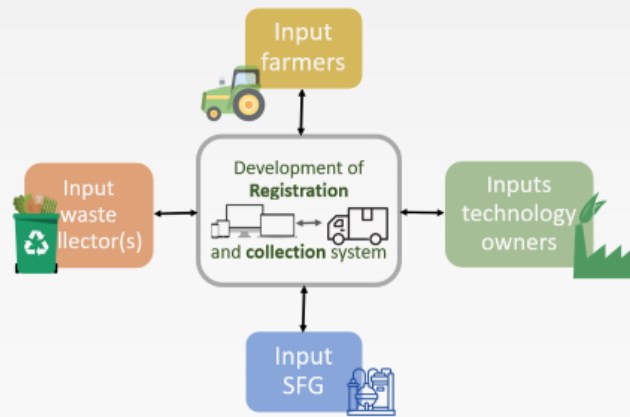 Input
farmers
Development of
Registration
and collection system
Input
waste
llector(s)
Inputs
technology
owners
Input
SFG